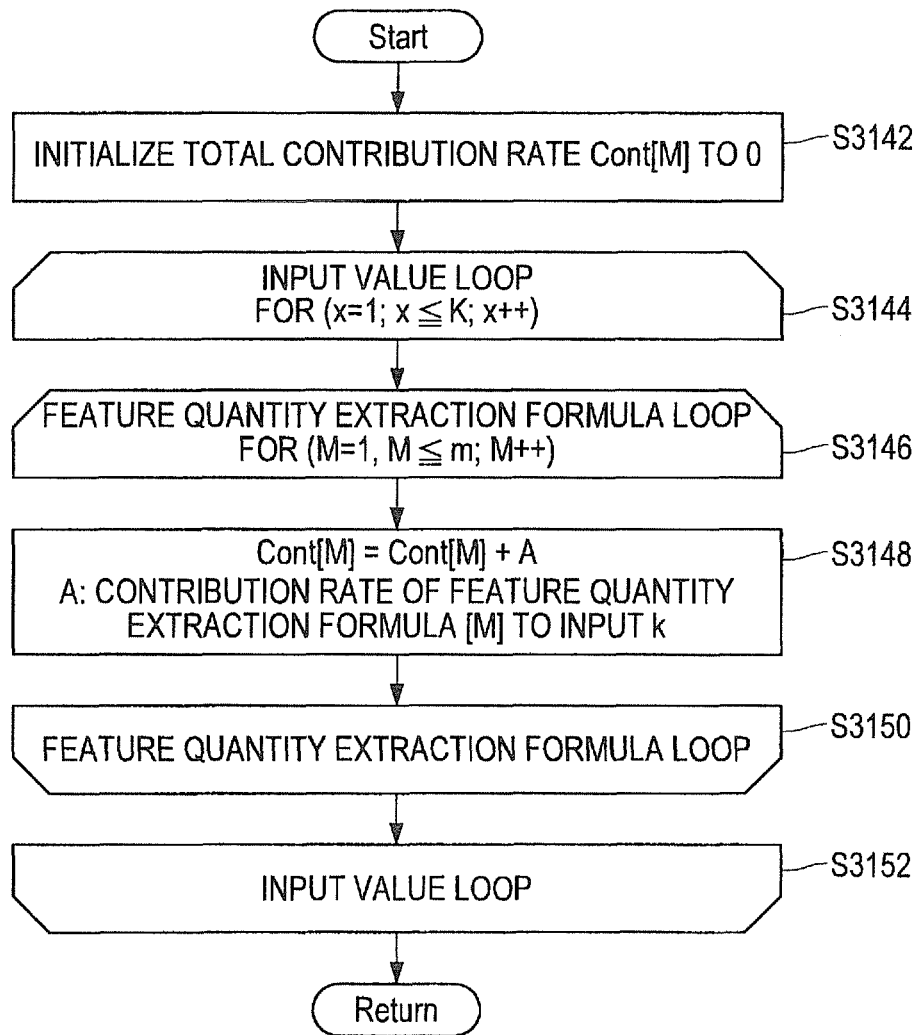 Start
INITIALIZE TOTAL CONTRIBUTION RATE Cont[M] TO 0
S3142
INPUT VALUE LOOP
FOR (x=1; x ≦ K; x++)
S3144
FEATURE QUANTITY EXTRACTION FORMULA LOOP
FOR (M=1, M ≦ m; M++)
S3146
Cont[M] = Cont[M] + A
A: CONTRIBUTION RATE OF FEATURE QUANTITY
EXTRACTION FORMULA [M] TO INPUT k
S3148
FEATURE QUANTITY EXTRACTION FORMULA LOOP
S3150
INPUT VALUE LOOP
S3152
Return